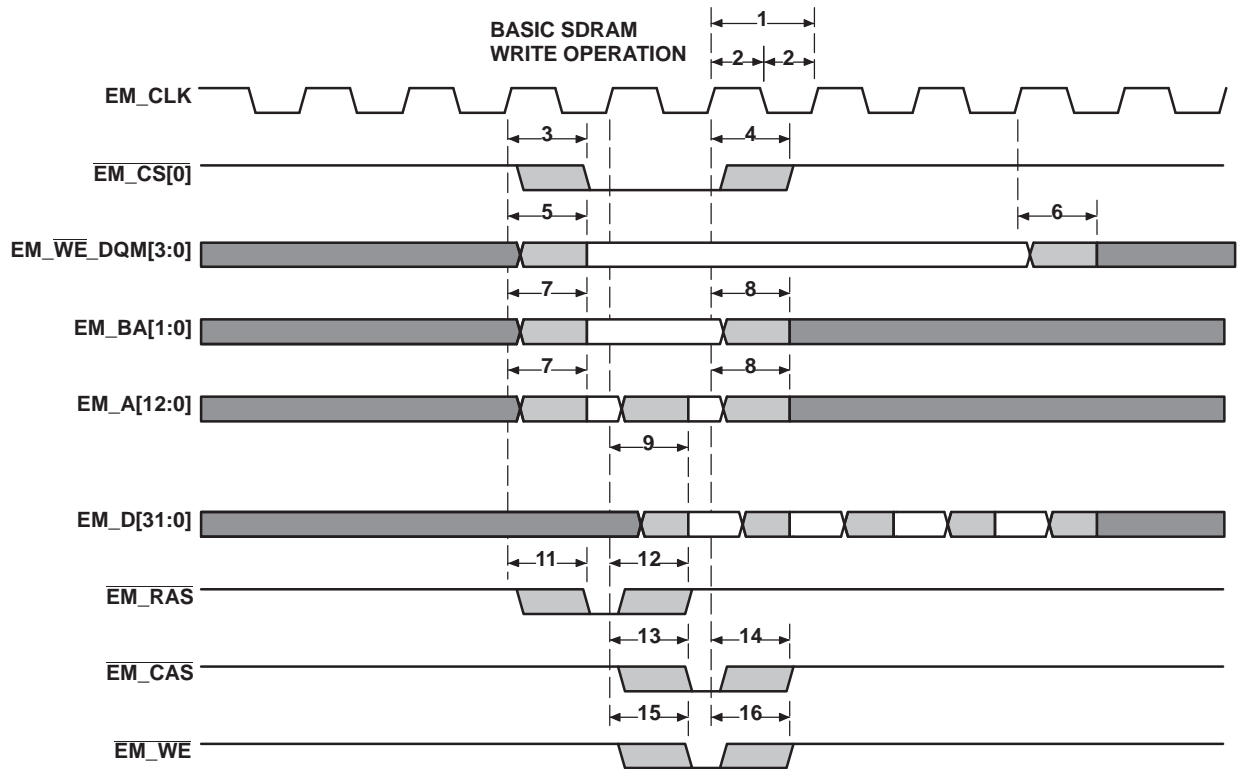 BASIC SDRAM
WRITE OPERATION
1
2 2
EM_CLK
3 4
EM_CS[0]
5 6
EM_WE_DQM[3:0]
7 8
EM_BA[1:0]
7 8
EM_A[12:0]
9
EM_D[31:0]
11 12
EM_RAS
13 14
EM_CAS
15 16
EM_WE